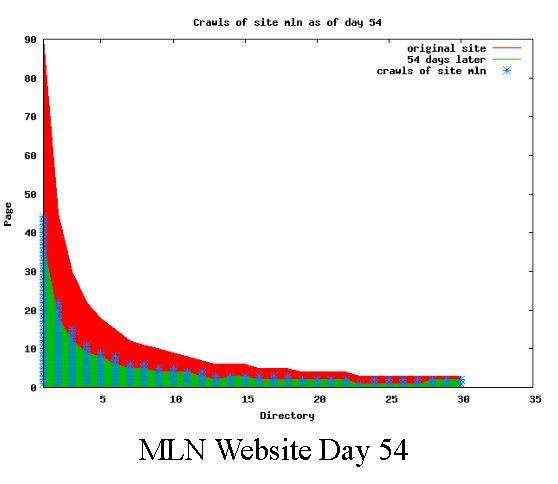 Crawls of site mln as of day 54
original site
54 days later
crawls of site mln
90
80
70
60
50
40
30
20
10
0
Page
5 10 15 20 25 30 35
Directory
MLN Website Day 54